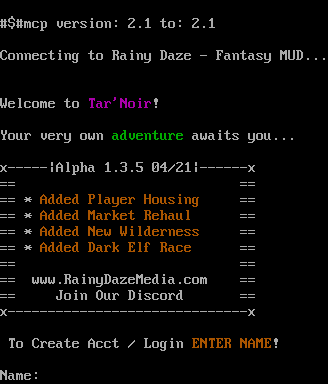 #$#mcp version: 2.1 to: 2.1
Connecting to Rainy Daze - Fantasy MUD...
Welcome to Tar'Noir!
Your very own adventure awaits you...
x-----¦Alpha 1.3.5 04/21¦------x
==                            ==
== * Added Player Housing     ==
== * Added Market Rehaul      ==
== * Added New Wilderness     ==
== * Added Dark Elf Race      ==
==                            ==
==  www.RainyDazeMedia.com    ==
==     Join Our Discord       ==
x------------------------------x
To Create Acct / Login ENTER NAME!
Name: